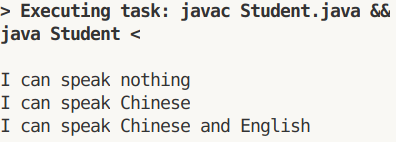 > Executing task: javac Student.java &&
java Student <
I can speak nothing
I can speak Chinese
I can speak Chinese and English